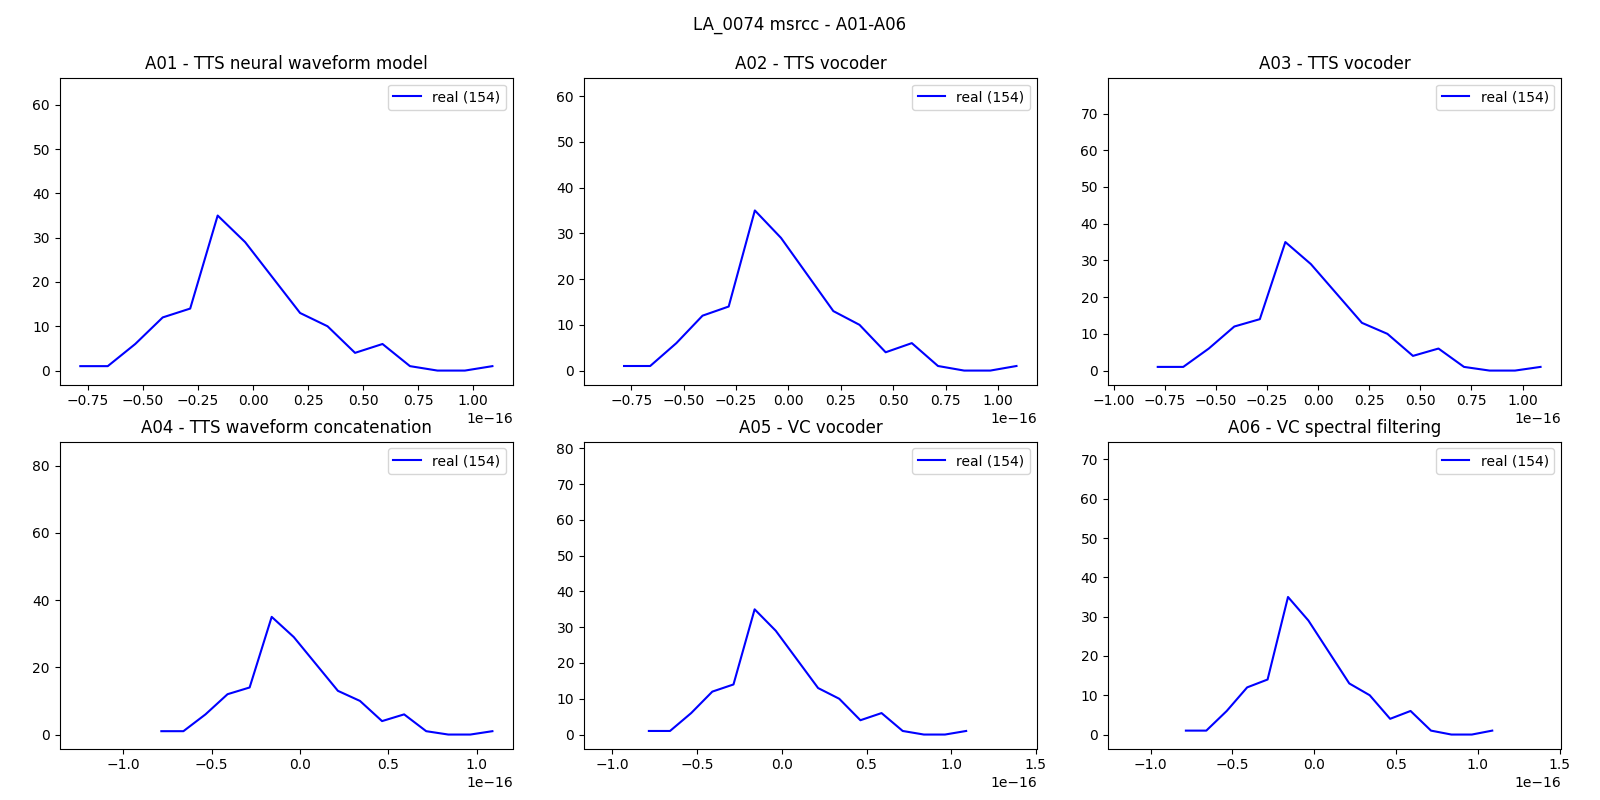 LA_0074 msrcc - A01-A06
A01 - TTS neural waveform model
real (154)
60
50
40
30
20
10
0
−0.75 −0.50 −0.25 0.00 0.25 0.50 0.75 1.00
1e−16
A02 - TTS vocoder
real (154)
60
50
40
30
20
10
0
−0.75 −0.50 −0.25 0.00 0.25 0.50 0.75 1.00
1e−16
A03 - TTS vocoder
real (154)
70
60
50
40
30
20
10
0
−1.00 −0.75 −0.50 −0.25 0.00 0.25 0.50 0.75 1.00
1e−16
A04 - TTS waveform concatenation
real (154)
80
60
40
20
0
−1.0 −0.5 0.0 0.5 1.0
1e−16
A05 - VC vocoder
real (154)
80
70
60
50
40
30
20
10
0
−1.0 −0.5 0.0 0.5 1.0 1.5
1e−16
A06 - VC spectral filtering
real (154)
70
60
50
40
30
20
10
0
−1.0 −0.5 0.0 0.5 1.0 1.5
1e−16